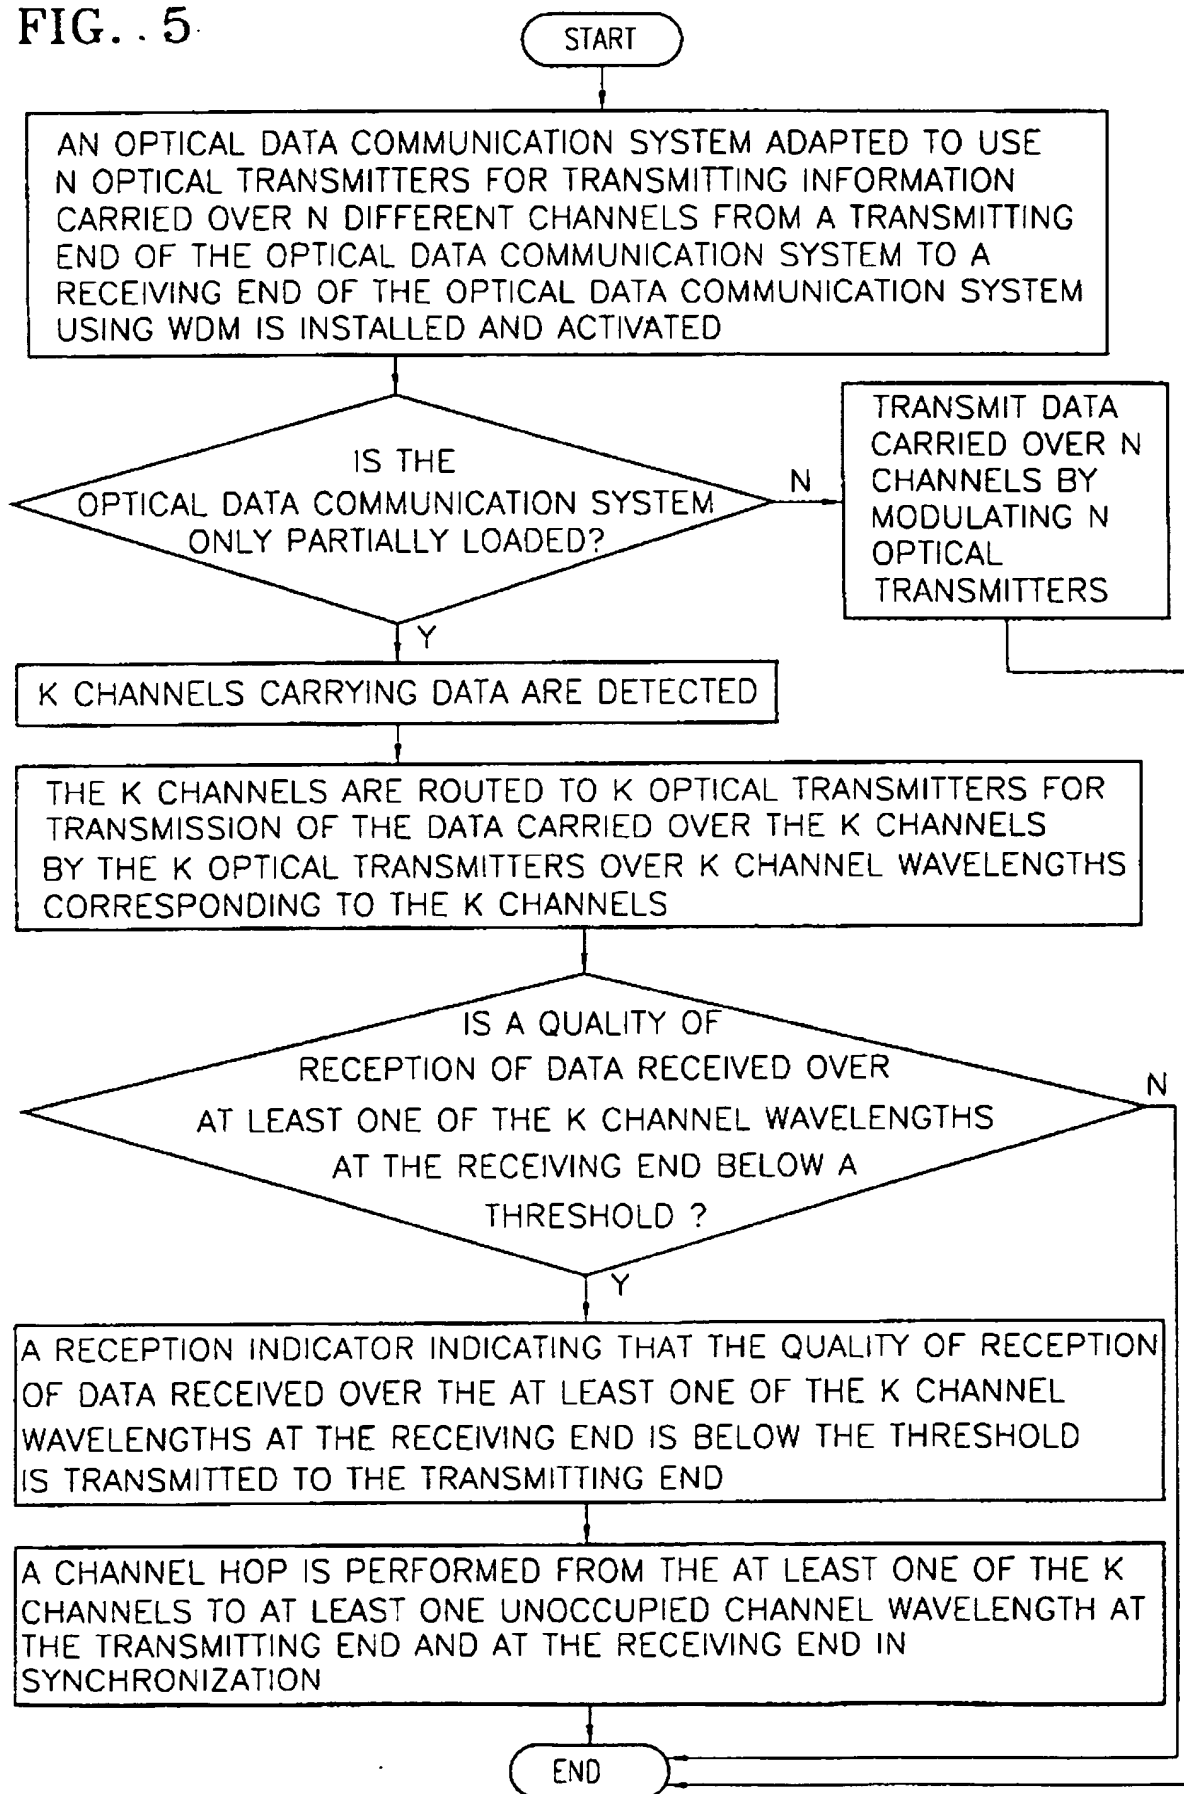 FIG. . 5
START
AN OPTICAL DATA COMMUNICATION SYSTEM ADAPTED TO USE
N OPTICAL TRANSMITTERS FOR TRANSMITTING INFORMATION
CARRIED OVER N DIFFERENT CHANNELS FROM A TRANSMITTING
END OF THE OPTICAL DATA COMMUNICATION SYSTEM TO A
RECEIVING END OF THE OPTICAL DATA COMMUNICATION SYSTEM
USING WDM IS INSTALLED AND ACTIVATED
IS THE
OPTICAL DATA COMMUNICATION SYSTEM
ONLY PARTIALLY LOADED?
N
TRANSMIT DATA
CARRIED OVER N
CHANNELS BY
MODULATING N
OPTICAL
TRANSMITTERS
Y
K CHANNELS CARRYING DATA ARE DETECTED
THE K CHANNELS ARE ROUTED TO K OPTICAL TRANSMITTERS FOR
TRANSMISSION OF THE DATA CARRIED OVER THE K CHANNELS
BY THE K OPTICAL TRANSMITTERS OVER K CHANNEL WAVELENGTHS
CORRESPONDING TO THE K CHANNELS
IS A QUALITY OF
RECEPTION OF DATA RECEIVED OVER
AT LEAST ONE OF THE K CHANNEL WAVELENGTHS
AT THE RECEIVING END BELOW A
THRESHOLD ?
N
Y
A RECEPTION INDICATOR INDICATING THAT THE QUALITY OF RECEPTION
OF DATA RECEIVED OVER THE AT LEAST ONE OF THE K CHANNEL
WAVELENGTHS AT THE RECEIVING END IS BELOW THE THRESHOLD
IS TRANSMITTED TO THE TRANSMITTING END
A CHANNEL HOP IS PERFORMED FROM THE AT LEAST ONE OF THE K
CHANNELS TO AT LEAST ONE UNOCCUPIED CHANNEL WAVELENGTH AT
THE TRANSMITTING END AND AT THE RECEIVING END IN
SYNCHRONIZATION
END